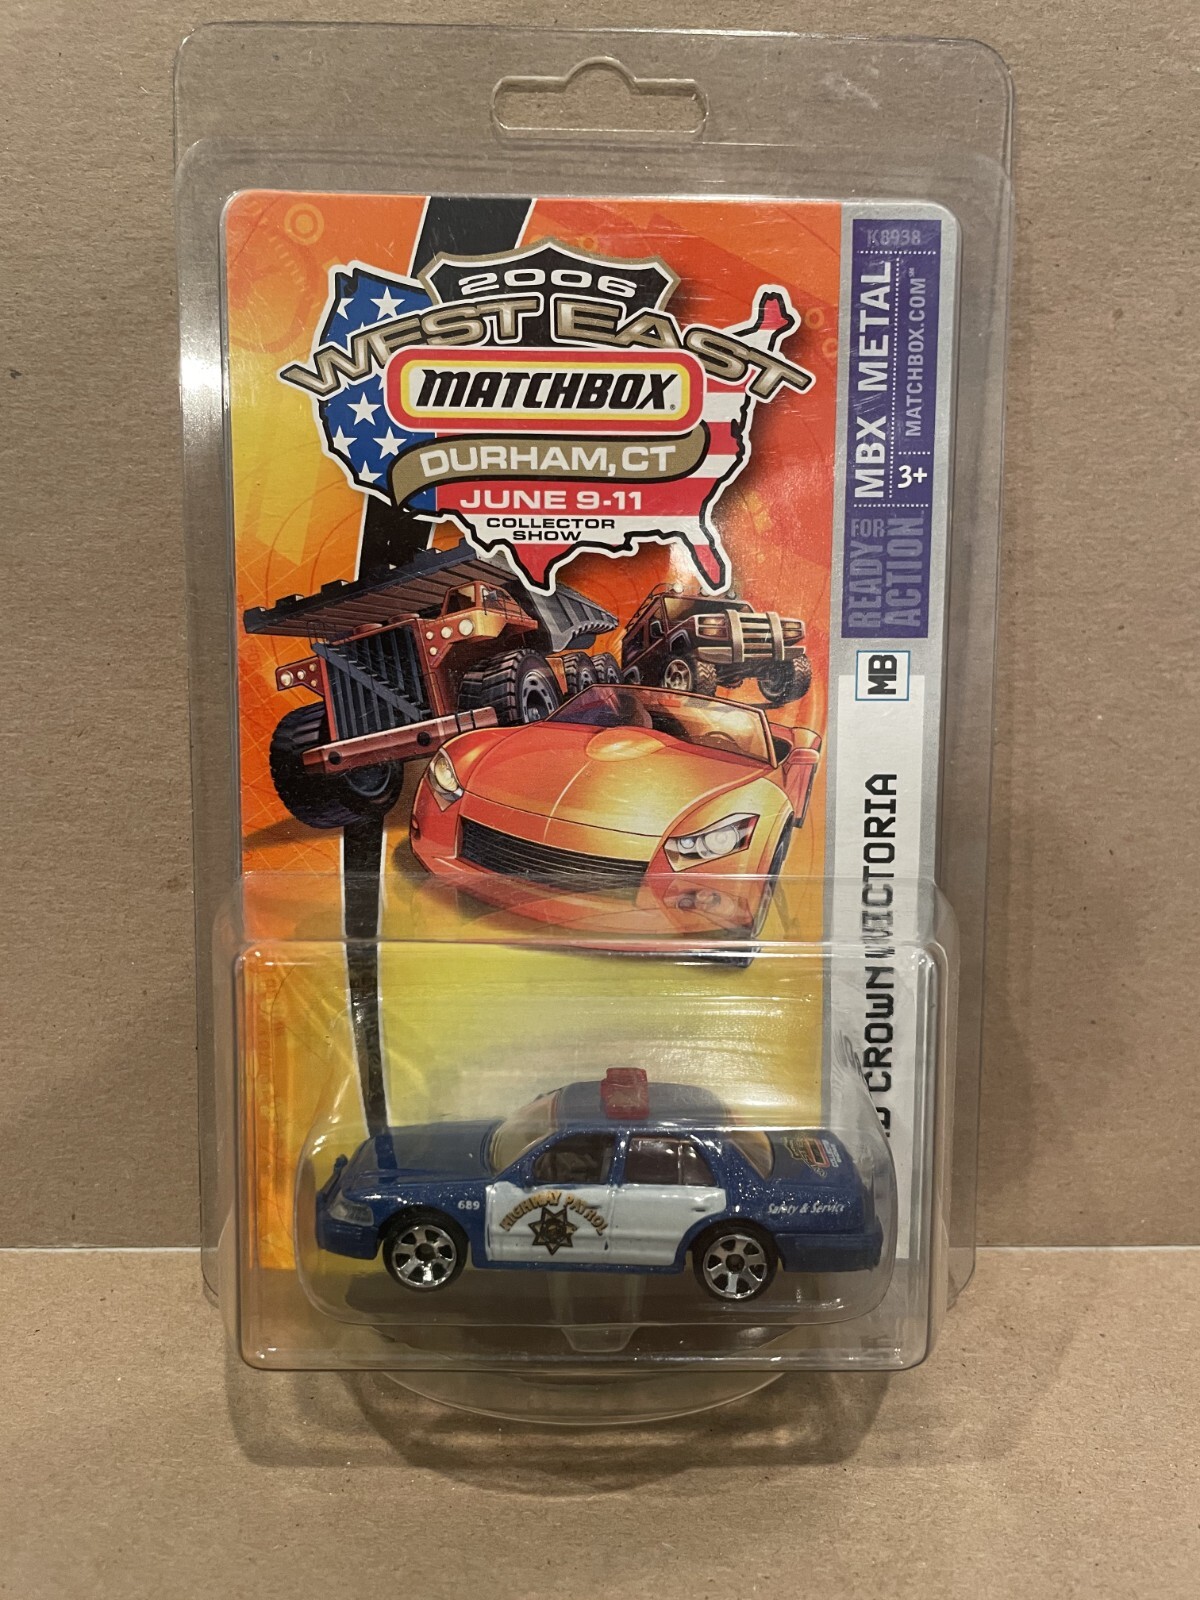 2006
WEST EAST
MATCHBOX
DURHAM, CT
JUNE 9-11
COLLECTOR
SHOW
K8938
MBX METAL
MATCHBOX.COM℠
3+
READY FOR ACTION
MB
CROWN VICTORIA
689
HIGHWAY PATROL
Safety & Service